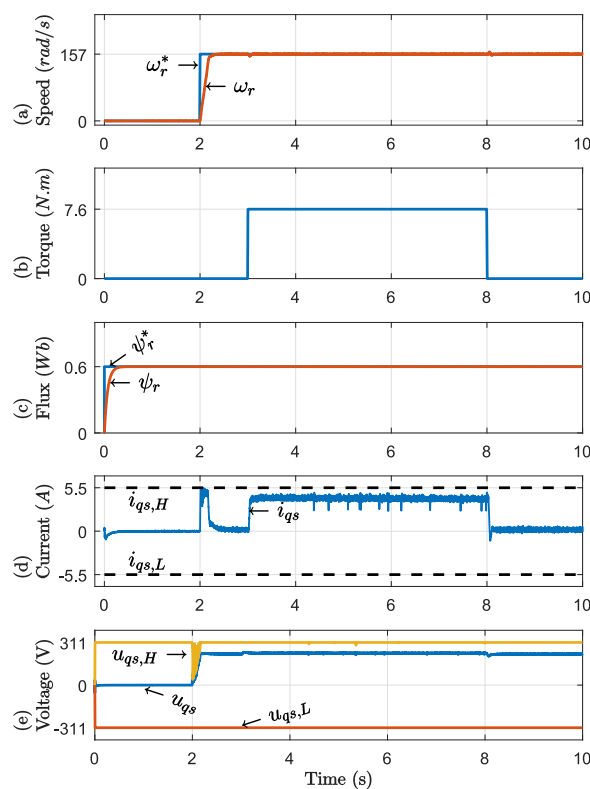 (a)
Speed (rad/s)
157
0
ω*r
ωr
0 2 4 6 8 10
(b)
Torque (N.m)
7.6
0
0 2 4 6 8 10
(c)
Flux (Wb)
0.6
0
ψ*r
ψr
0 2 4 6 8 10
(d)
Current (A)
5.5
0
-5.5
iqs,H
iqs
iqs,L
0 2 4 6 8 10
(e)
Voltage (V)
311
0
-311
uqs,H
uqs
uqs,L
0 2 4 6 8 10
Time (s)